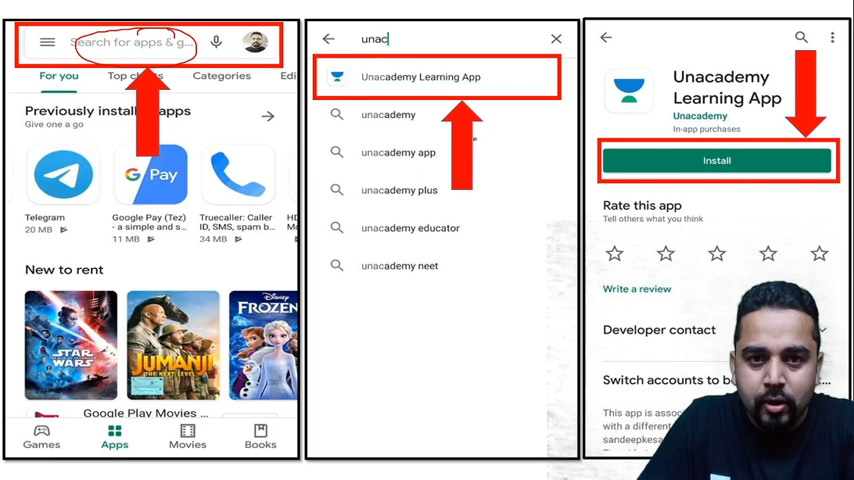 Search for apps & g...
For you
Top ch
Categories
Edi
Previously install apps
Give one a go
Telegram
20 MB
G Pay
Google Pay (Tez)
- a simple and s...
11 MB
Truecaller: Caller
ID, SMS, spam b...
34 MB
New to rent
STAR
WARS
JUMANJI
THE NEXT LEVEL
Disney
FROZEN
Google Play Movies ...
Games
Apps
Movies
Books
unac
Unacademy Learning App
unacademy
unacademy app
unacademy plus
unacademy educator
unacademy neet
Unacademy
Learning App
Unacademy
In-app purchases
Install
Rate this app
Tell others what you think
Write a review
Developer contact
Switch accounts to b
This app is assoc
with a different
sandeepkesa